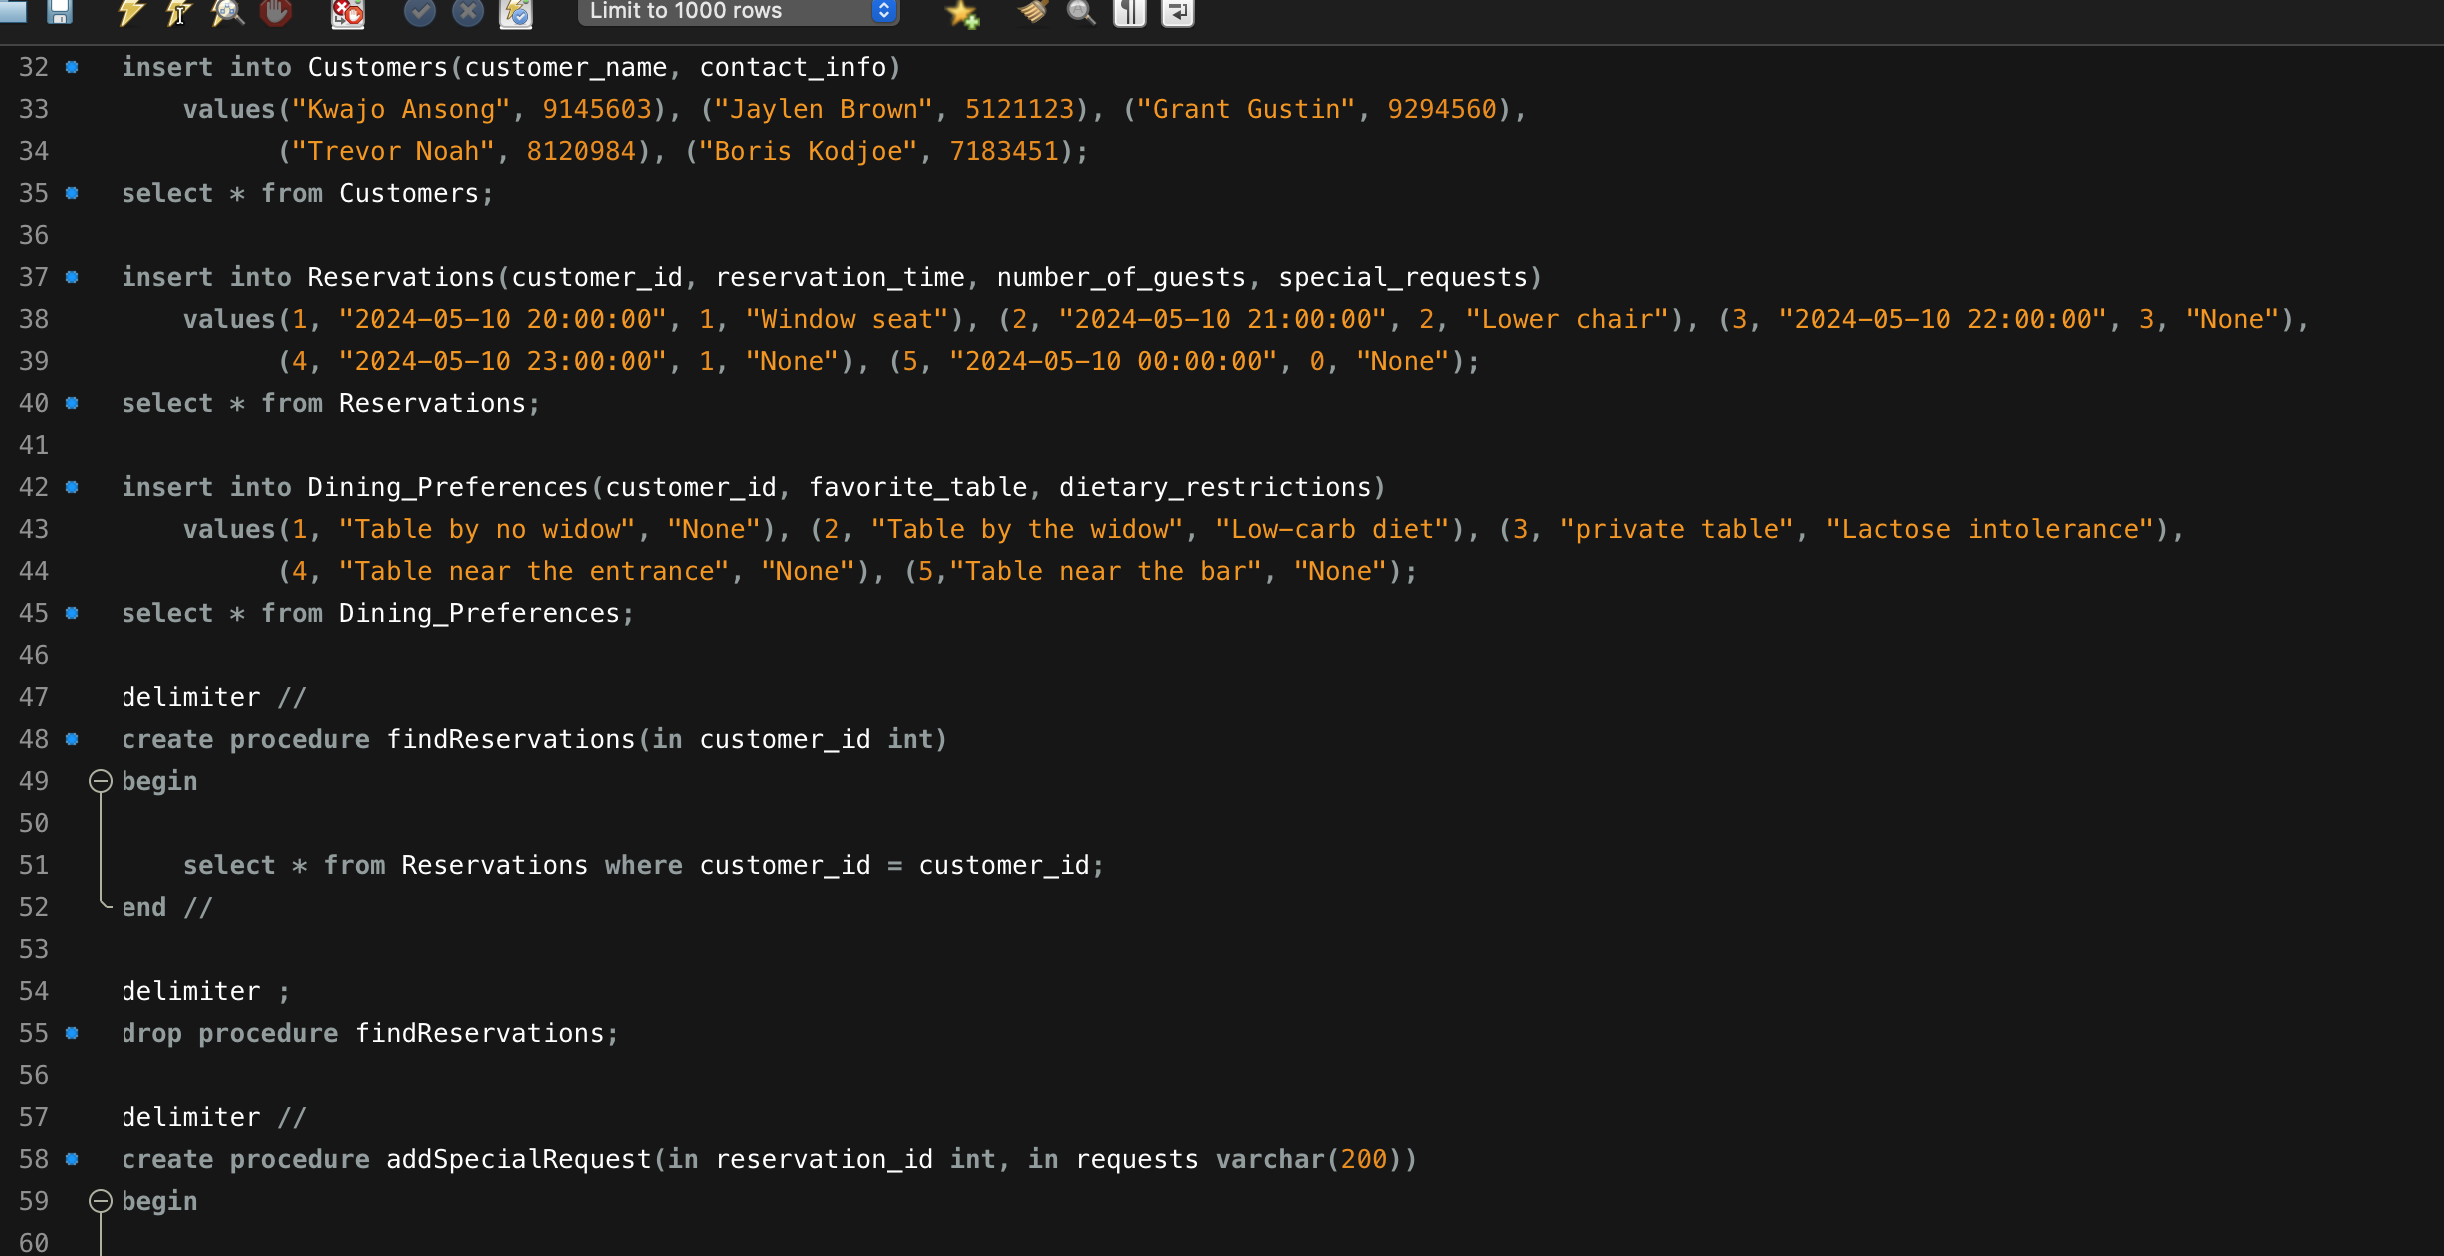 Limit to 1000 rows
32 insert into Customers(customer_name, contact_info)
33 values("Kwajo Ansong", 9145603), ("Jaylen Brown", 5121123), ("Grant Gustin", 9294560),
34 ("Trevor Noah", 8120984), ("Boris Kodjoe", 7183451);
35 select * from Customers;
36
37 insert into Reservations(customer_id, reservation_time, number_of_guests, special_requests)
38 values(1, "2024-05-10 20:00:00", 1, "Window seat"), (2, "2024-05-10 21:00:00", 2, "Lower chair"), (3, "2024-05-10 22:00:00", 3, "None"),
39 (4, "2024-05-10 23:00:00", 1, "None"), (5, "2024-05-10 00:00:00", 0, "None");
40 select * from Reservations;
41
42 insert into Dining_Preferences(customer_id, favorite_table, dietary_restrictions)
43 values(1, "Table by no widow", "None"), (2, "Table by the widow", "Low-carb diet"), (3, "private table", "Lactose intolerance"),
44 (4, "Table near the entrance", "None"), (5,"Table near the bar", "None");
45 select * from Dining_Preferences;
46
47 delimiter //
48 create procedure findReservations(in customer_id int)
49 begin
50
51 select * from Reservations where customer_id = customer_id;
52 end //
53
54 delimiter ;
55 drop procedure findReservations;
56
57 delimiter //
58 create procedure addSpecialRequest(in reservation_id int, in requests varchar(200))
59 begin
60